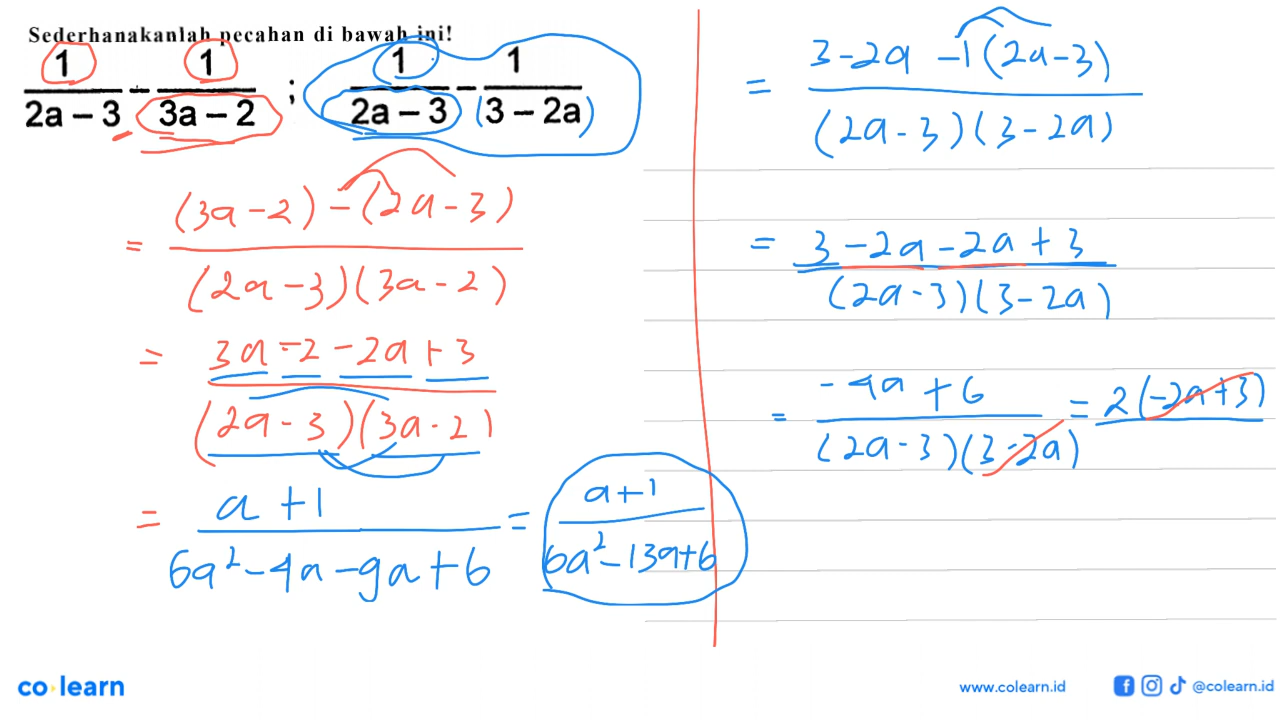 Sederhanakanlah pecahan di bawah ini!
1/(2a – 3) – 1/(3a – 2) ; 1/(2a – 3) – 1/(3 – 2a)
= ((3a - 2) - (2a - 3))/((2a - 3)(3a - 2))
= (3a - 2 - 2a + 3)/((2a - 3)(3a - 2))
= (a + 1)/(6a² - 4a - 9a + 6) = (a+1)/(6a² - 13a + 6)
= (3 - 2a - 1(2a - 3))/((2a - 3)(3 - 2a))
= (3 - 2a - 2a + 3)/((2a - 3)(3 - 2a))
= (-4a + 6)/((2a - 3)(3 - 2a)) = 2(-2a+3)
co learn
www.colearn.id
@colearn.id